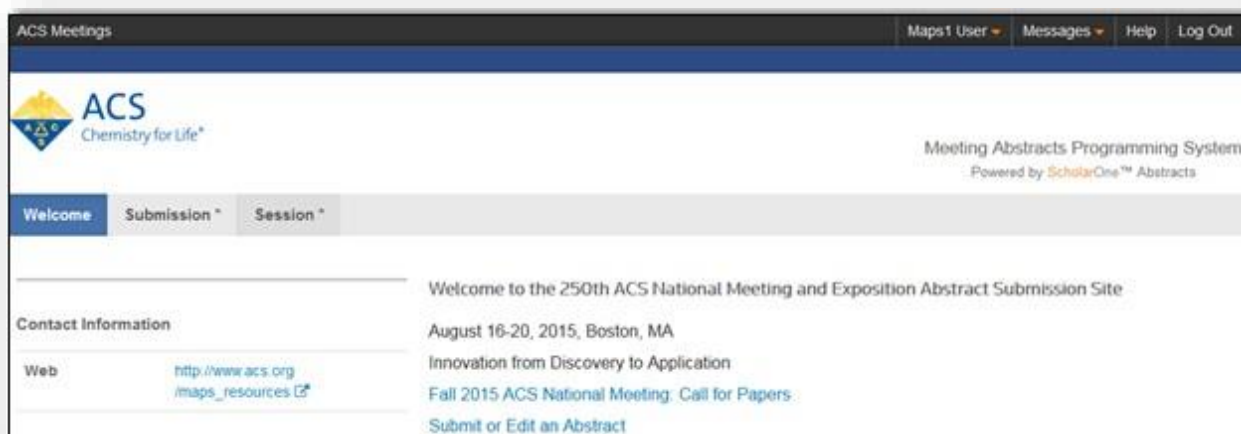 ACS Meetings
Maps1 User Messages Help Log Out
ACS
Chemistry for Life®
A C S
Meeting Abstracts Programming System
Powered by ScholarOne™ Abstracts
Welcome Submission ˆ Session ˆ
Welcome to the 250th ACS National Meeting and Exposition Abstract Submission Site
Contact Information
August 16-20, 2015, Boston, MA
Innovation from Discovery to Application
Web
http://www.acs.org
/maps_resources
Fall 2015 ACS National Meeting: Call for Papers
Submit or Edit an Abstract